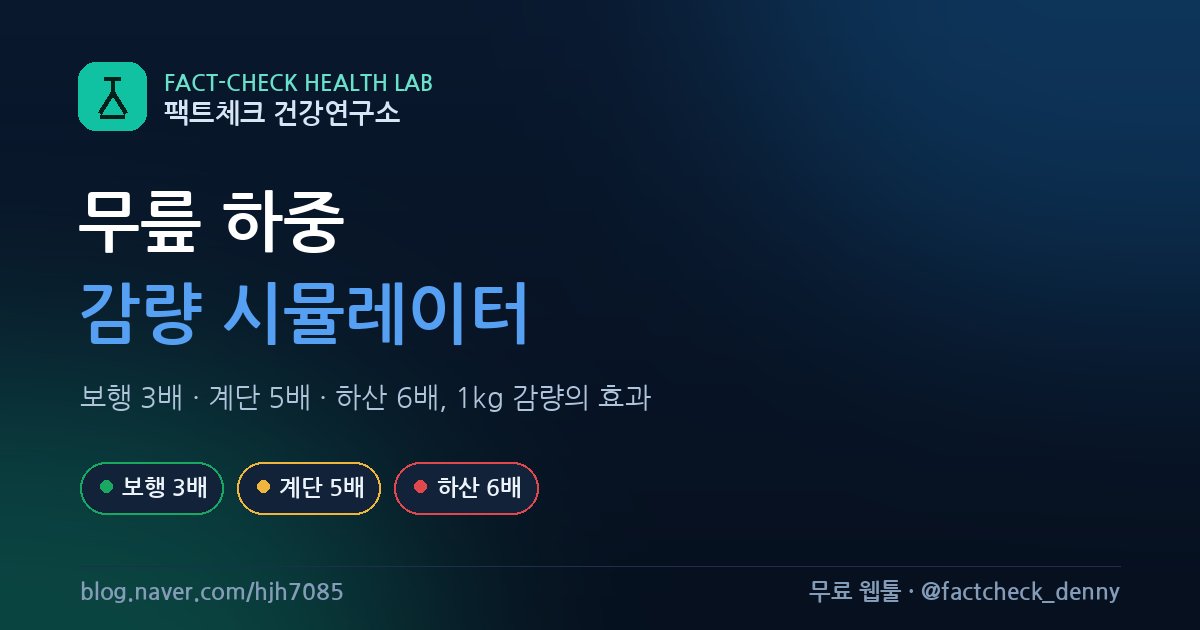 FACT-CHECK HEALTH LAB
팩트체크 건강연구소
무릎 하중
감량 시뮬레이터
보행 3배 · 계단 5배 · 하산 6배, 1kg 감량의 효과
보행 3배
계단 5배
하산 6배
blog.naver.com/hjh7085
무료 웹툴 · @factcheck_denny